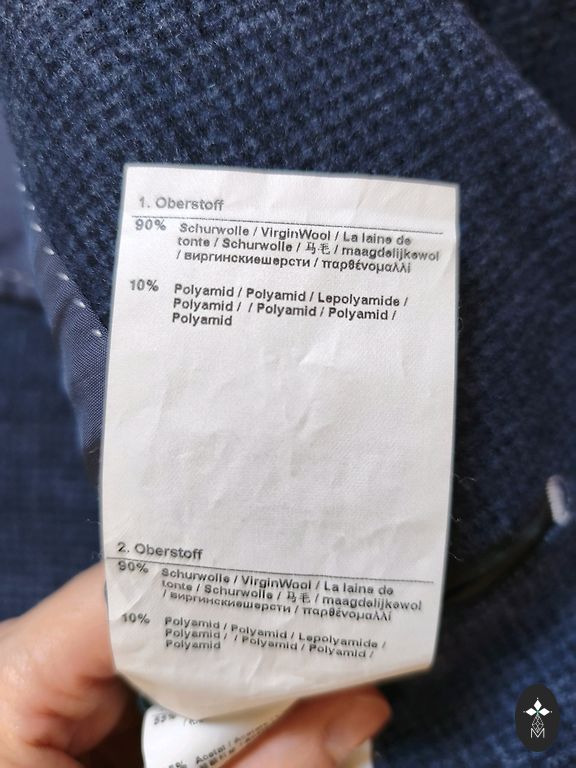 1. Oberstoff
90% Schurwolle / VirginWool / La laine de
tonte / Schurwolle / 马毛 / maagdelijkewol
/ виргинскиешерсти / παρθένομαλλί
10% Polyamid / Polyamid / Lepolyamide /
Polyamid / / Polyamid / Polyamid /
Polyamid
2. Oberstoff
90% Schurwolle / VirginWool / La laine de
tonte / Schurwolle / 马毛 / maagdelijkewol
/ виргинскиешерсти / παρθένομαλλί
10% Polyamid / Polyamid / Lepolyamide /
Polyamid / / Polyamid / Polyamid /
Polyamid
Acetat / Acetat
M